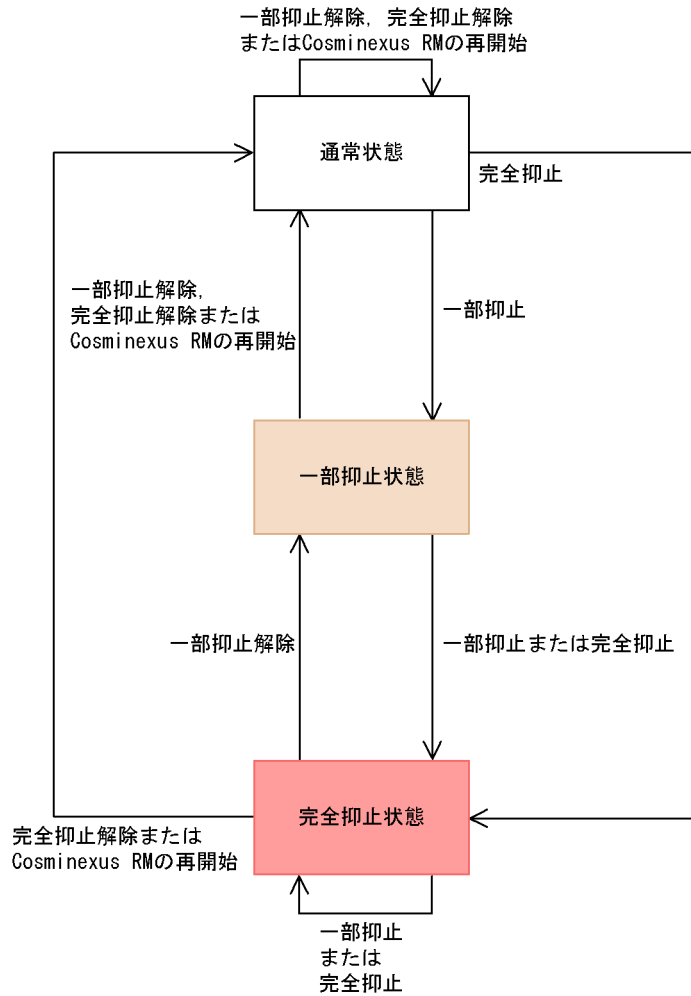 一部抑止解除，完全抑止解除
またはCosminexus RMの再開始
通常状態
完全抑止
一部抑止解除，
完全抑止解除または
Cosminexus RMの再開始
一部抑止
一部抑止状態
一部抑止解除
一部抑止または完全抑止
完全抑止状態
完全抑止解除または
Cosminexus RMの再開始
一部抑止
または
完全抑止